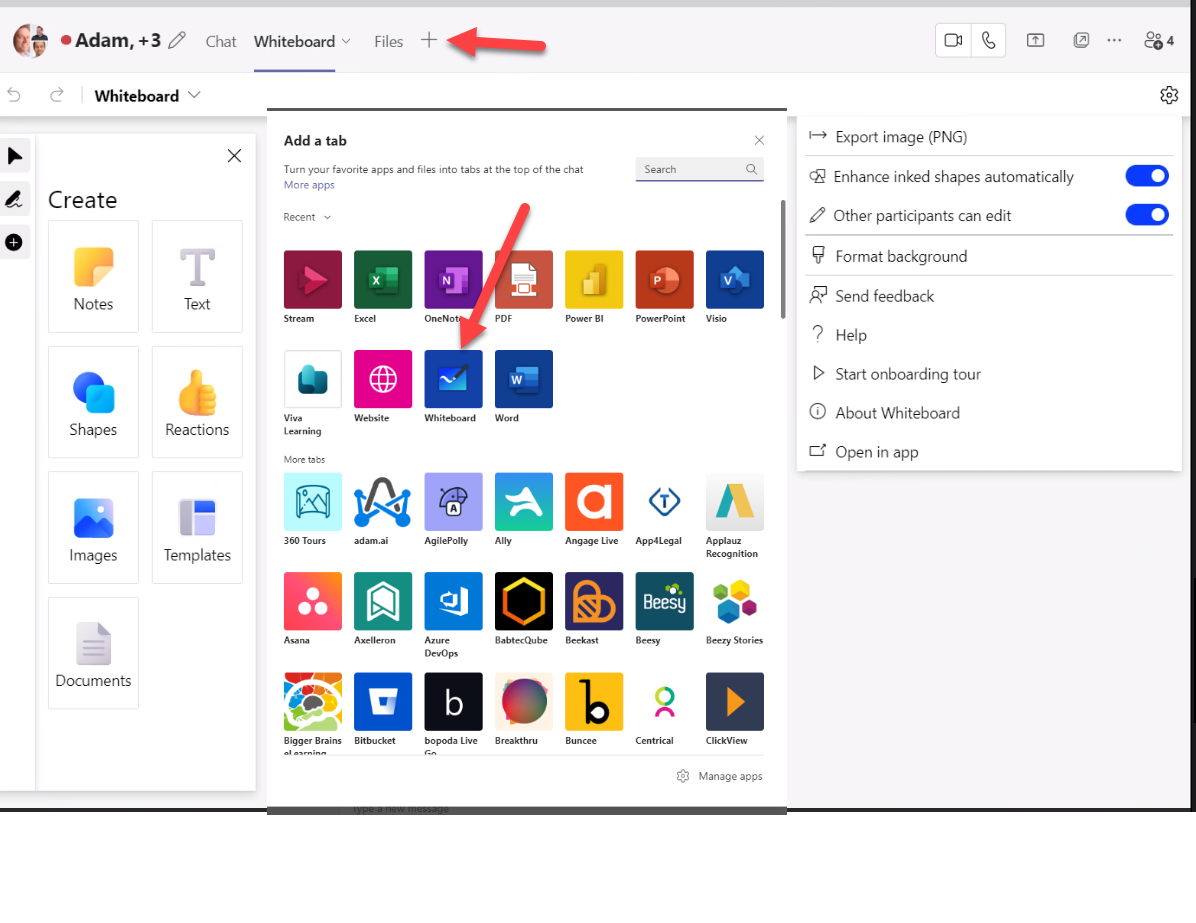 Adam, +3
Chat
Whiteboard
Files
4
Whiteboard
Create
Notes
Text
Shapes
Reactions
Images
Templates
Documents
Add a tab
Turn your favorite apps and files into tabs at the top of the chat
More apps
Search
Recent
Stream
Excel
OneNote
PDF
Power BI
PowerPoint
Visio
Viva
Learning
Website
Whiteboard
Word
More tabs
360 Tours
adam.ai
AgilePolly
Ally
Angage Live
App4Legal
Applauz
Recognition
Asana
Axelleron
Azure
DevOps
BabtecQube
Beekast
Beesy
Beesy
Beezy Stories
Bigger Brains
eLearning
Bitbucket
bopoda Live
Go
Breakthru
Buncee
Centrical
ClickView
Manage apps
Type a new message
Export image (PNG)
Enhance inked shapes automatically
Other participants can edit
Format background
Send feedback
Help
Start onboarding tour
About Whiteboard
Open in app